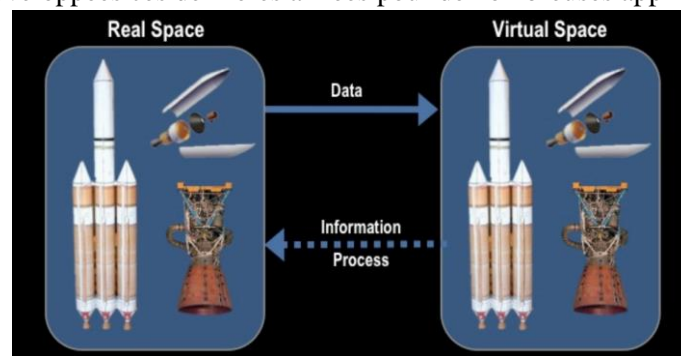 Real Space
Virtual Space
Data
Information
Process